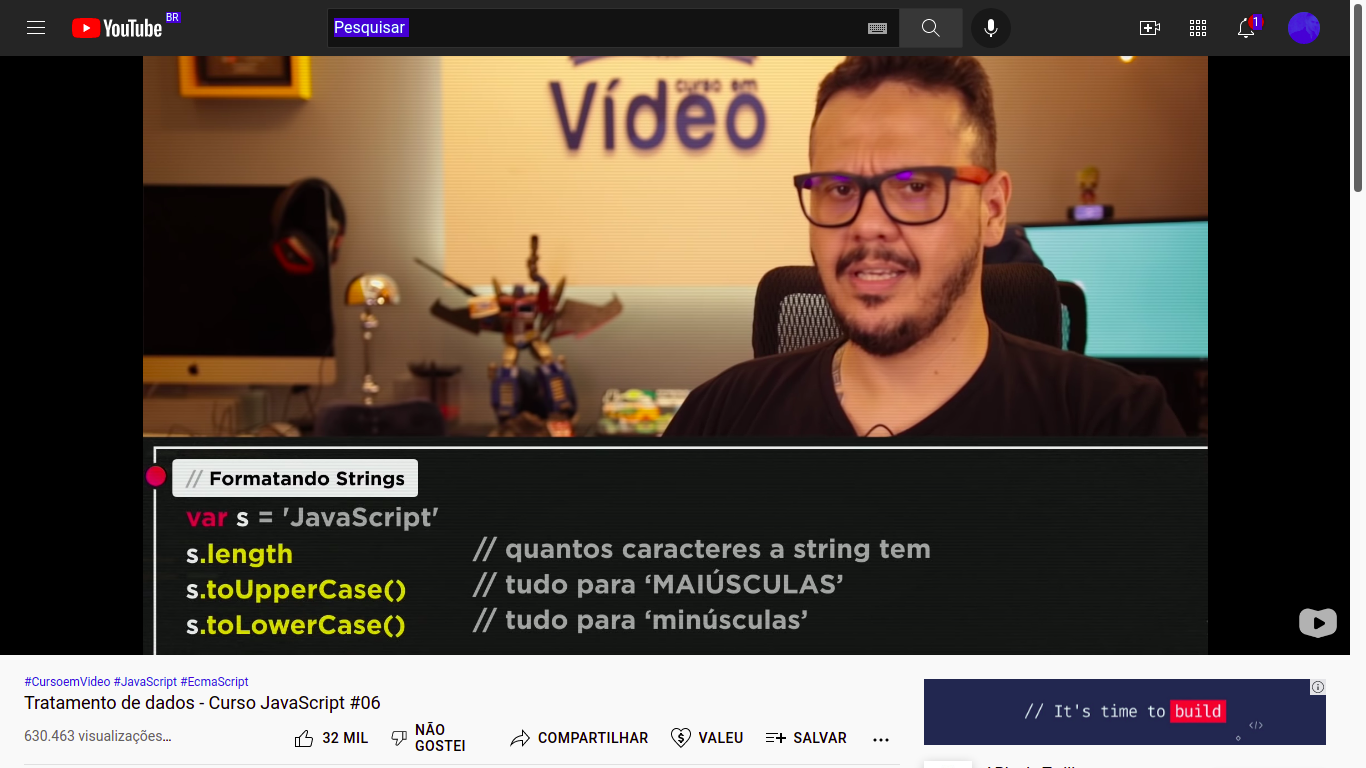 YouTube BR
Pesquisar
1
curso em
Vídeo
// Formatando Strings
var s = 'JavaScript'
s.length // quantos caracteres a string tem
s.toUpperCase() // tudo para ‘MAIÚSCULAS’
s.toLowerCase() // tudo para ‘minúsculas’
#CursoemVideo #JavaScript #EcmaScript
Tratamento de dados - Curso JavaScript #06
630.463 visualizações...
32 MIL
NÃO GOSTEI
COMPARTILHAR
VALEU
SALVAR
// It's time to build
</>